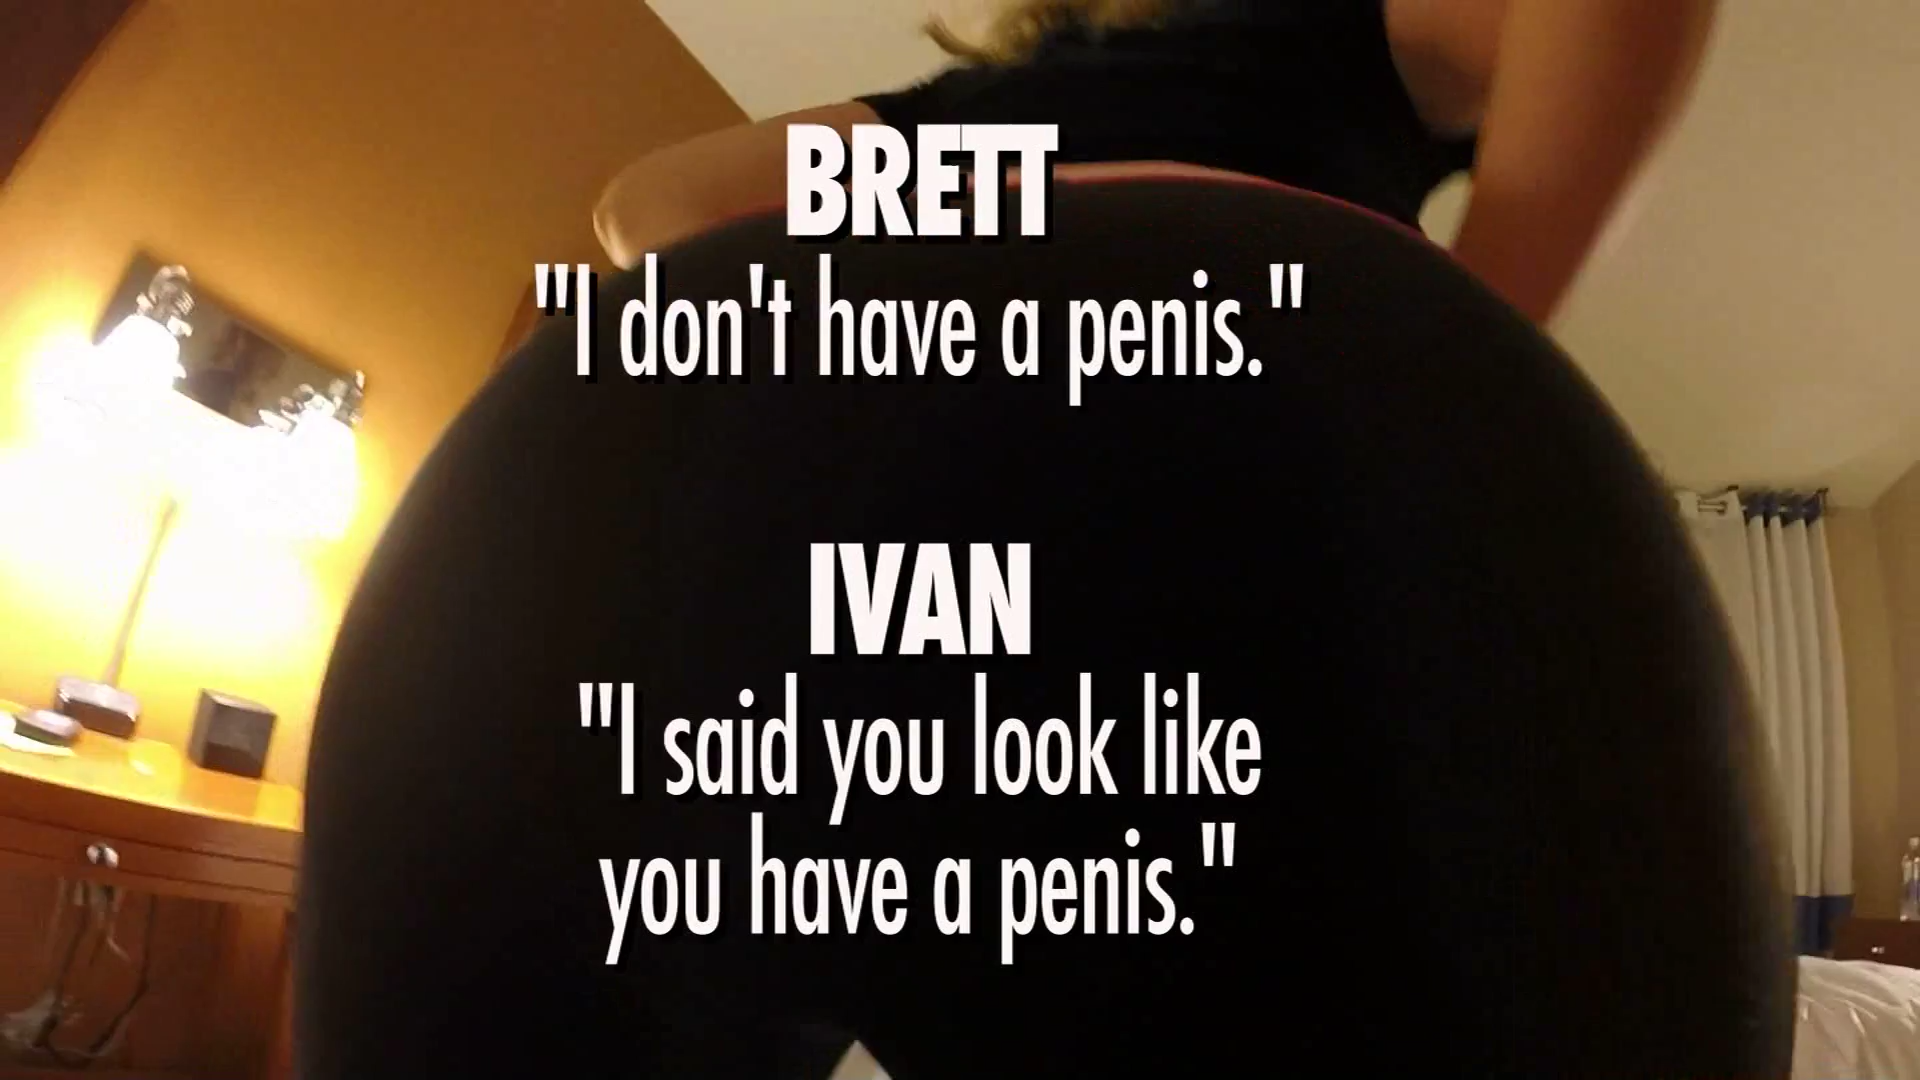 BRETT
"I don't have a penis."
IVAN
"I said you look like
you have a penis."